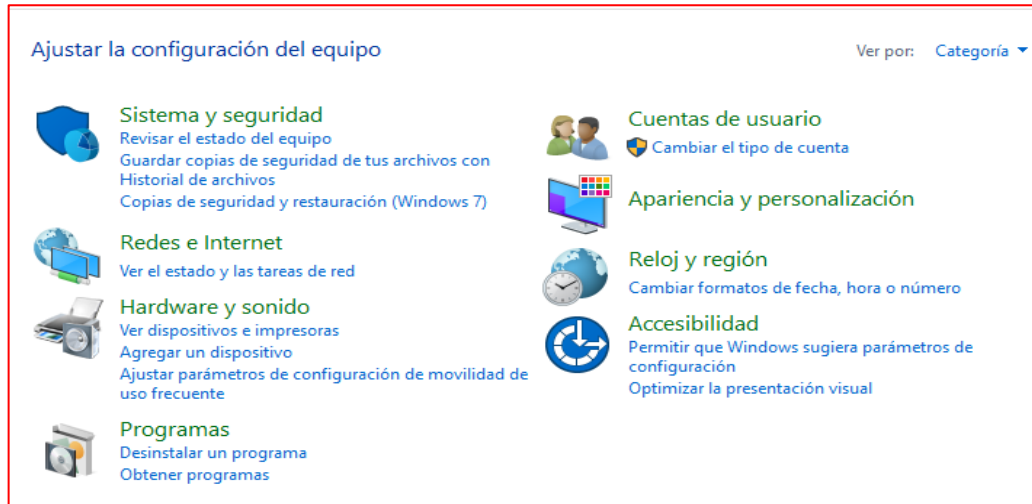 Ajustar la configuración del equipo
Ver por: Categoría
Sistema y seguridad
Revisar el estado del equipo
Guardar copias de seguridad de tus archivos con
Historial de archivos
Copias de seguridad y restauración (Windows 7)
Redes e Internet
Ver el estado y las tareas de red
Hardware y sonido
Ver dispositivos e impresoras
Agregar un dispositivo
Ajustar parámetros de configuración de movilidad de
uso frecuente
Programas
Desinstalar un programa
Obtener programas
Cuentas de usuario
Cambiar el tipo de cuenta
Apariencia y personalización
Reloj y región
Cambiar formatos de fecha, hora o número
Accesibilidad
Permitir que Windows sugiera parámetros de
configuración
Optimizar la presentación visual